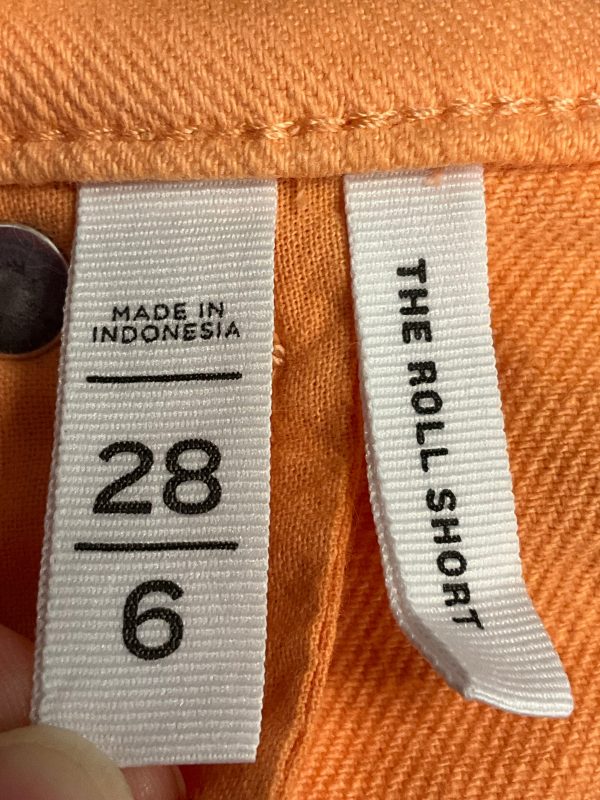 MADE IN
INDONESIA
28
6
THE ROLL SHORT